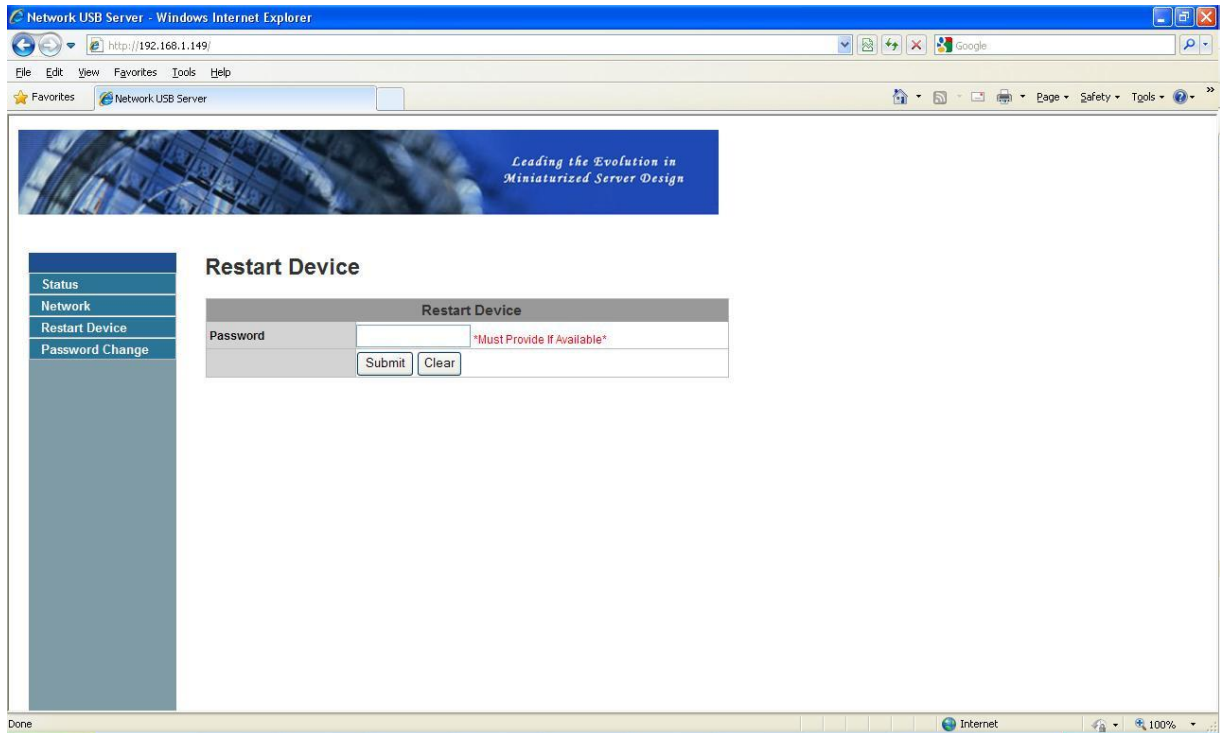 Network USB Server - Windows Internet Explorer
http://192.168.1.149/
Google
File Edit View Favorites Tools Help
Favorites Network USB Server Page Safety Tools
Leading the Evolution in
Miniaturized Server Design
Restart Device
Status
Network
Restart Device
Password Change
Restart Device
Password *Must Provide If Available*
Submit Clear
Done Internet 100%